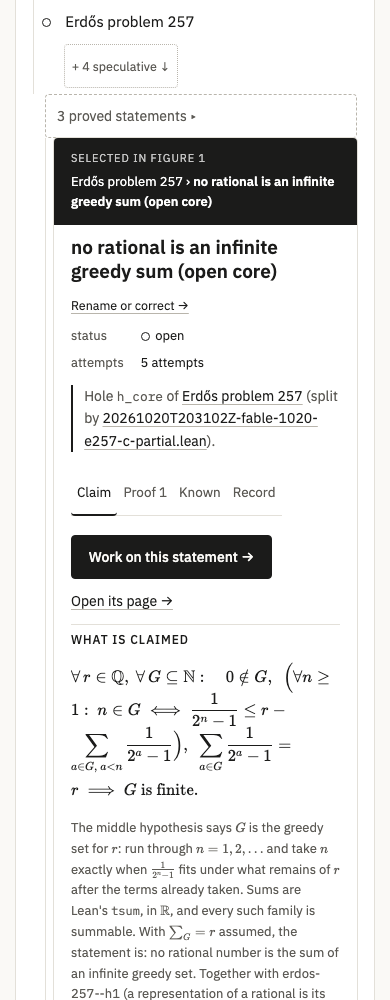 Erdős problem 257
+ 4 speculative ↓
3 proved statements ▸
SELECTED IN FIGURE 1
Erdős problem 257 › no rational is an infinite
greedy sum (open core)
no rational is an infinite
greedy sum (open core)
Rename or correct →
status open
attempts 5 attempts
Hole h_core of Erdős problem 257 (split
by 20261020T203102Z-fable-1020-
e257-c-partial.lean).
Claim Proof 1 Known Record
Work on this statement →
Open its page →
WHAT IS CLAIMED
∀ r ∈ ℚ, ∀ G ⊆ ℕ : 0 ∉ G, (∀n ≥
1 : n ∈ G ⟺ 1/(2ⁿ − 1) ≤ r −
∑_{a∈G, a<n} 1/(2ᵃ − 1)), ∑_{a∈G} 1/(2ᵃ − 1) =
r ⟹ G is finite.
The middle hypothesis says G is the greedy
set for r: run through n = 1, 2, … and take n
exactly when 1/(2ⁿ−1) fits under what remains of r
after the terms already taken. Sums are
Lean's tsum, in ℝ, and every such family is
summable. With ∑_G = r assumed, the
statement is: no rational number is the sum of
an infinite greedy set. Together with erdos-
257--h1 (a representation of a rational is its